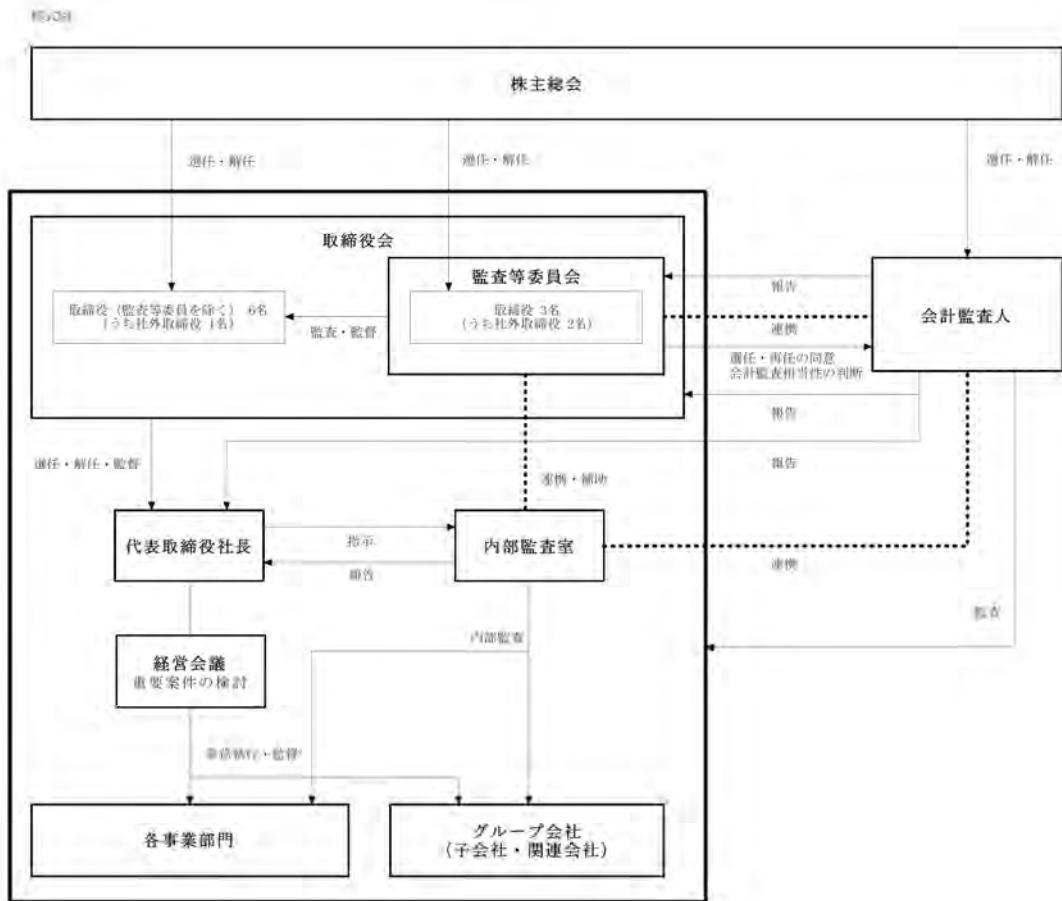 株主総会
選任・解任
選任・解任
選任・解任
取締役会
監査等委員会
取締役（監査等委員を除く） 6名
（うち社外取締役 1名）
取締役 3名
（うち社外取締役 2名）
監査・監督
報告
連携
会計監査人
選任・再任の同意
会計監査相当性の判断
報告
選任・解任・監督
報告
連携・補助
代表取締役社長
指示
報告
内部監査室
連携
監査
内部監査
経営会議
重要案件の検討
業務執行・監督
各事業部門
グループ会社
（子会社・関連会社）